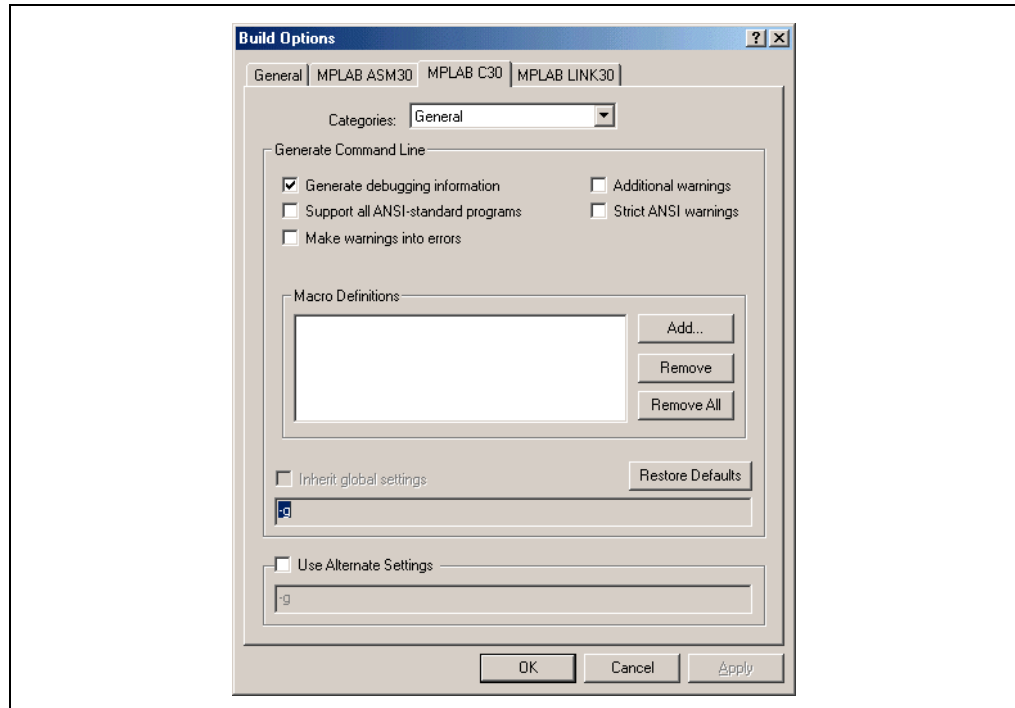 Build Options
General MPLAB ASM30 MPLAB C30 MPLAB LINK30
Categories: General
Generate Command Line
Generate debugging information Additional warnings
Support all ANSI-standard programs Strict ANSI warnings
Make warnings into errors
Macro Definitions
Add...
Remove
Remove All
Inherit global settings Restore Defaults
-g
Use Alternate Settings
-g
OK Cancel Apply